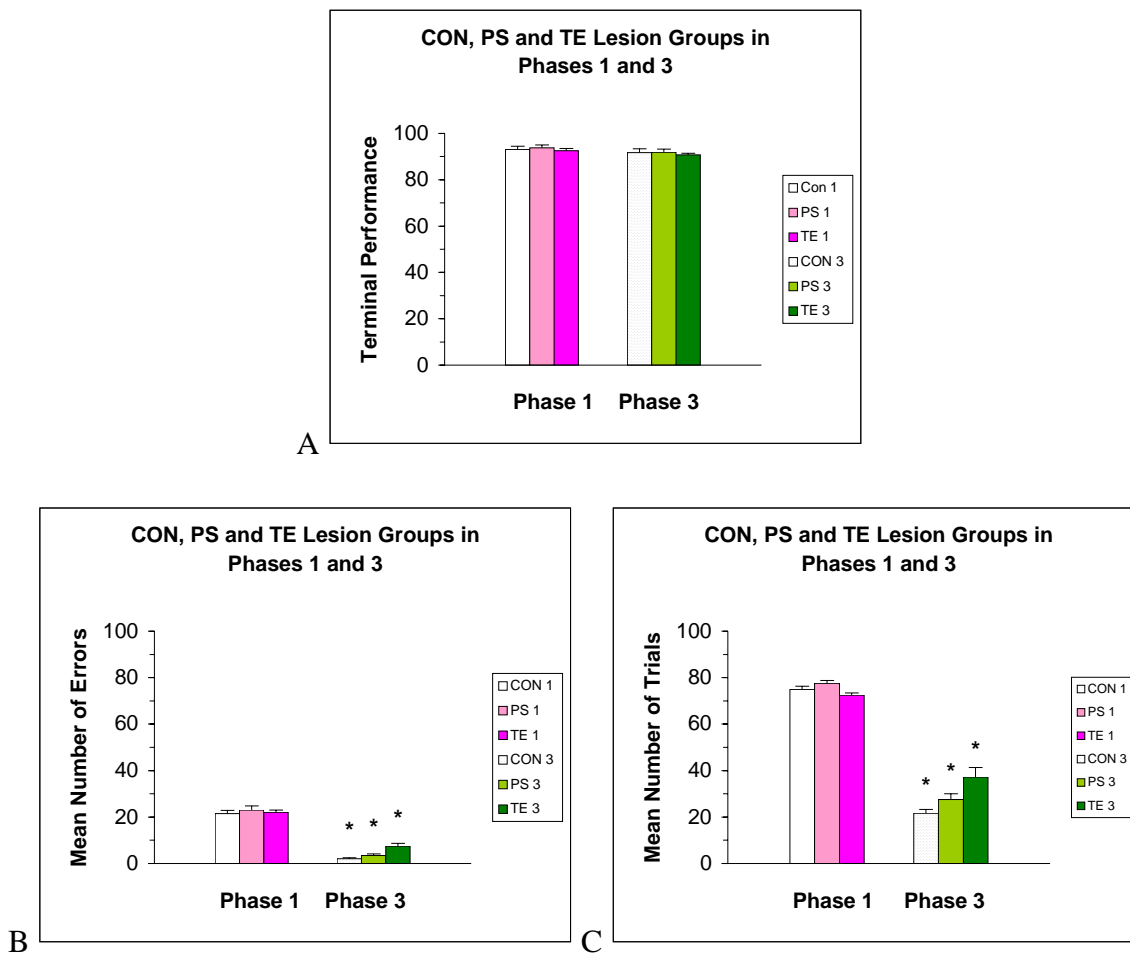 CON, PS and TE Lesion Groups in
Phases 1 and 3
Terminal Performance
100
80
60
40
20
0
Phase 1 Phase 3
Con 1
PS 1
TE 1
CON 3
PS 3
TE 3
A
CON, PS and TE Lesion Groups in
Phases 1 and 3
Mean Number of Errors
100
80
60
40
20
0
* * *
Phase 1 Phase 3
CON 1
PS 1
TE 1
CON 3
PS 3
TE 3
B
CON, PS and TE Lesion Groups in
Phases 1 and 3
Mean Number of Trials
100
80
60
40
20
0
* * *
Phase 1 Phase 3
CON 1
PS 1
TE 1
CON 3
PS 3
TE 3
C